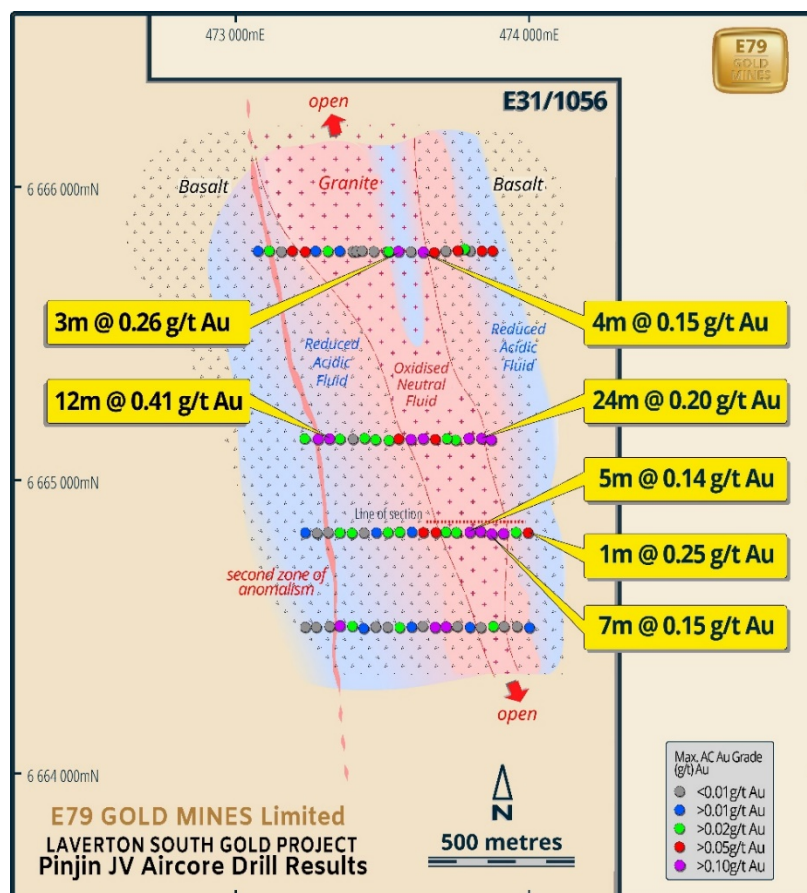 473 000mE
474 000mE
E79
GOLD
MINES
E31/1056
open
6 666 000mN
Basalt
Granite
Basalt
3m @ 0.26 g/t Au
4m @ 0.15 g/t Au
Reduced
Acidic
Fluid
Oxidised
Neutral
Fluid
Reduced
Acidic
Fluid
12m @ 0.41 g/t Au
24m @ 0.20 g/t Au
6 665 000mN
5m @ 0.14 g/t Au
Line of section
1m @ 0.25 g/t Au
second zone of
anomalism
7m @ 0.15 g/t Au
open
6 664 000mN
N
500 metres
E79 GOLD MINES Limited
LAVERTON SOUTH GOLD PROJECT
Pinjin JV Aircore Drill Results
Max. AC Au Grade
(g/t) Au
<0.01g/t Au
>0.01g/t Au
>0.02g/t Au
>0.05g/t Au
>0.10g/t Au